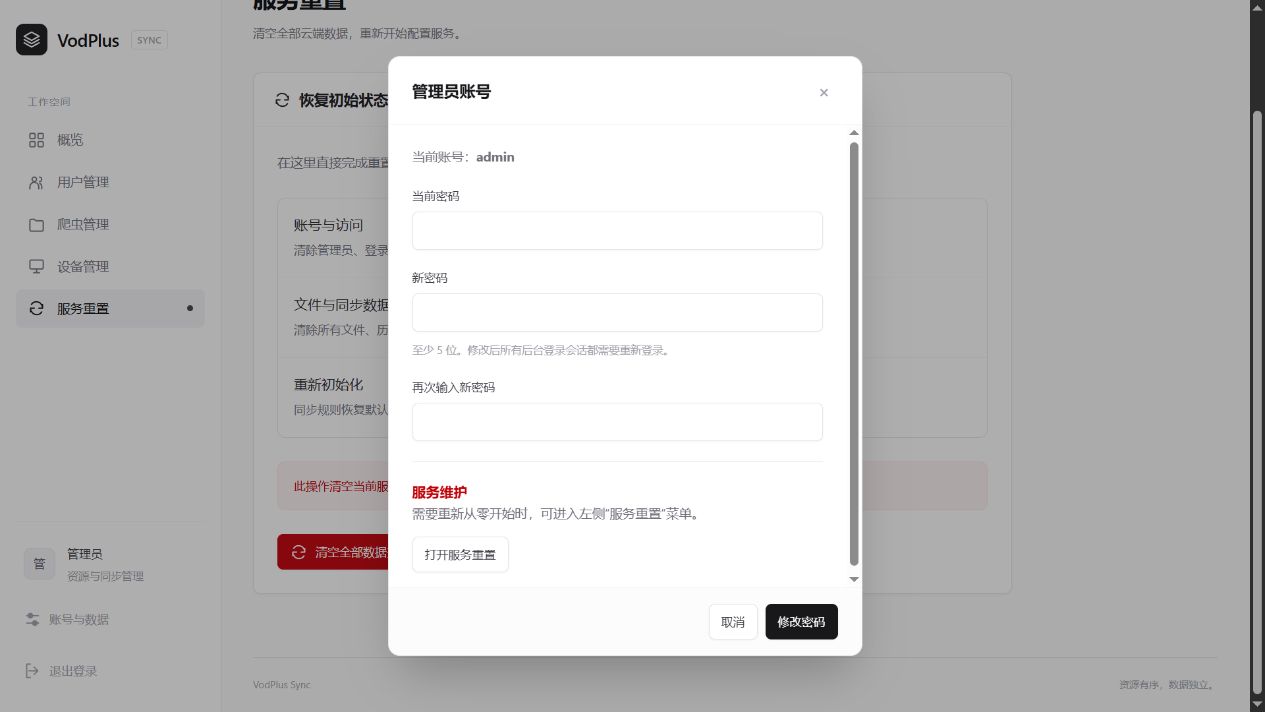 服务重置
VodPlus SYNC
清空全部云端数据，重新开始配置服务。
工作空间
概览
用户管理
爬虫管理
设备管理
服务重置
管
管理员
资源与同步管理
账号与数据
退出登录
恢复初始状态
在这里直接完成重置
账号与访问
清除管理员、登录
文件与同步数据
清除所有文件、历
重新初始化
同步规则恢复默认
此操作清空当前服
清空全部数据
管理员账号
×
当前账号：admin
当前密码
新密码
至少 5 位。修改后所有后台登录会话都需要重新登录。
再次输入新密码
服务维护
需要重新从零开始时，可进入左侧“服务重置”菜单。
打开服务重置
取消
修改密码
VodPlus Sync
资源有序，数据独立。